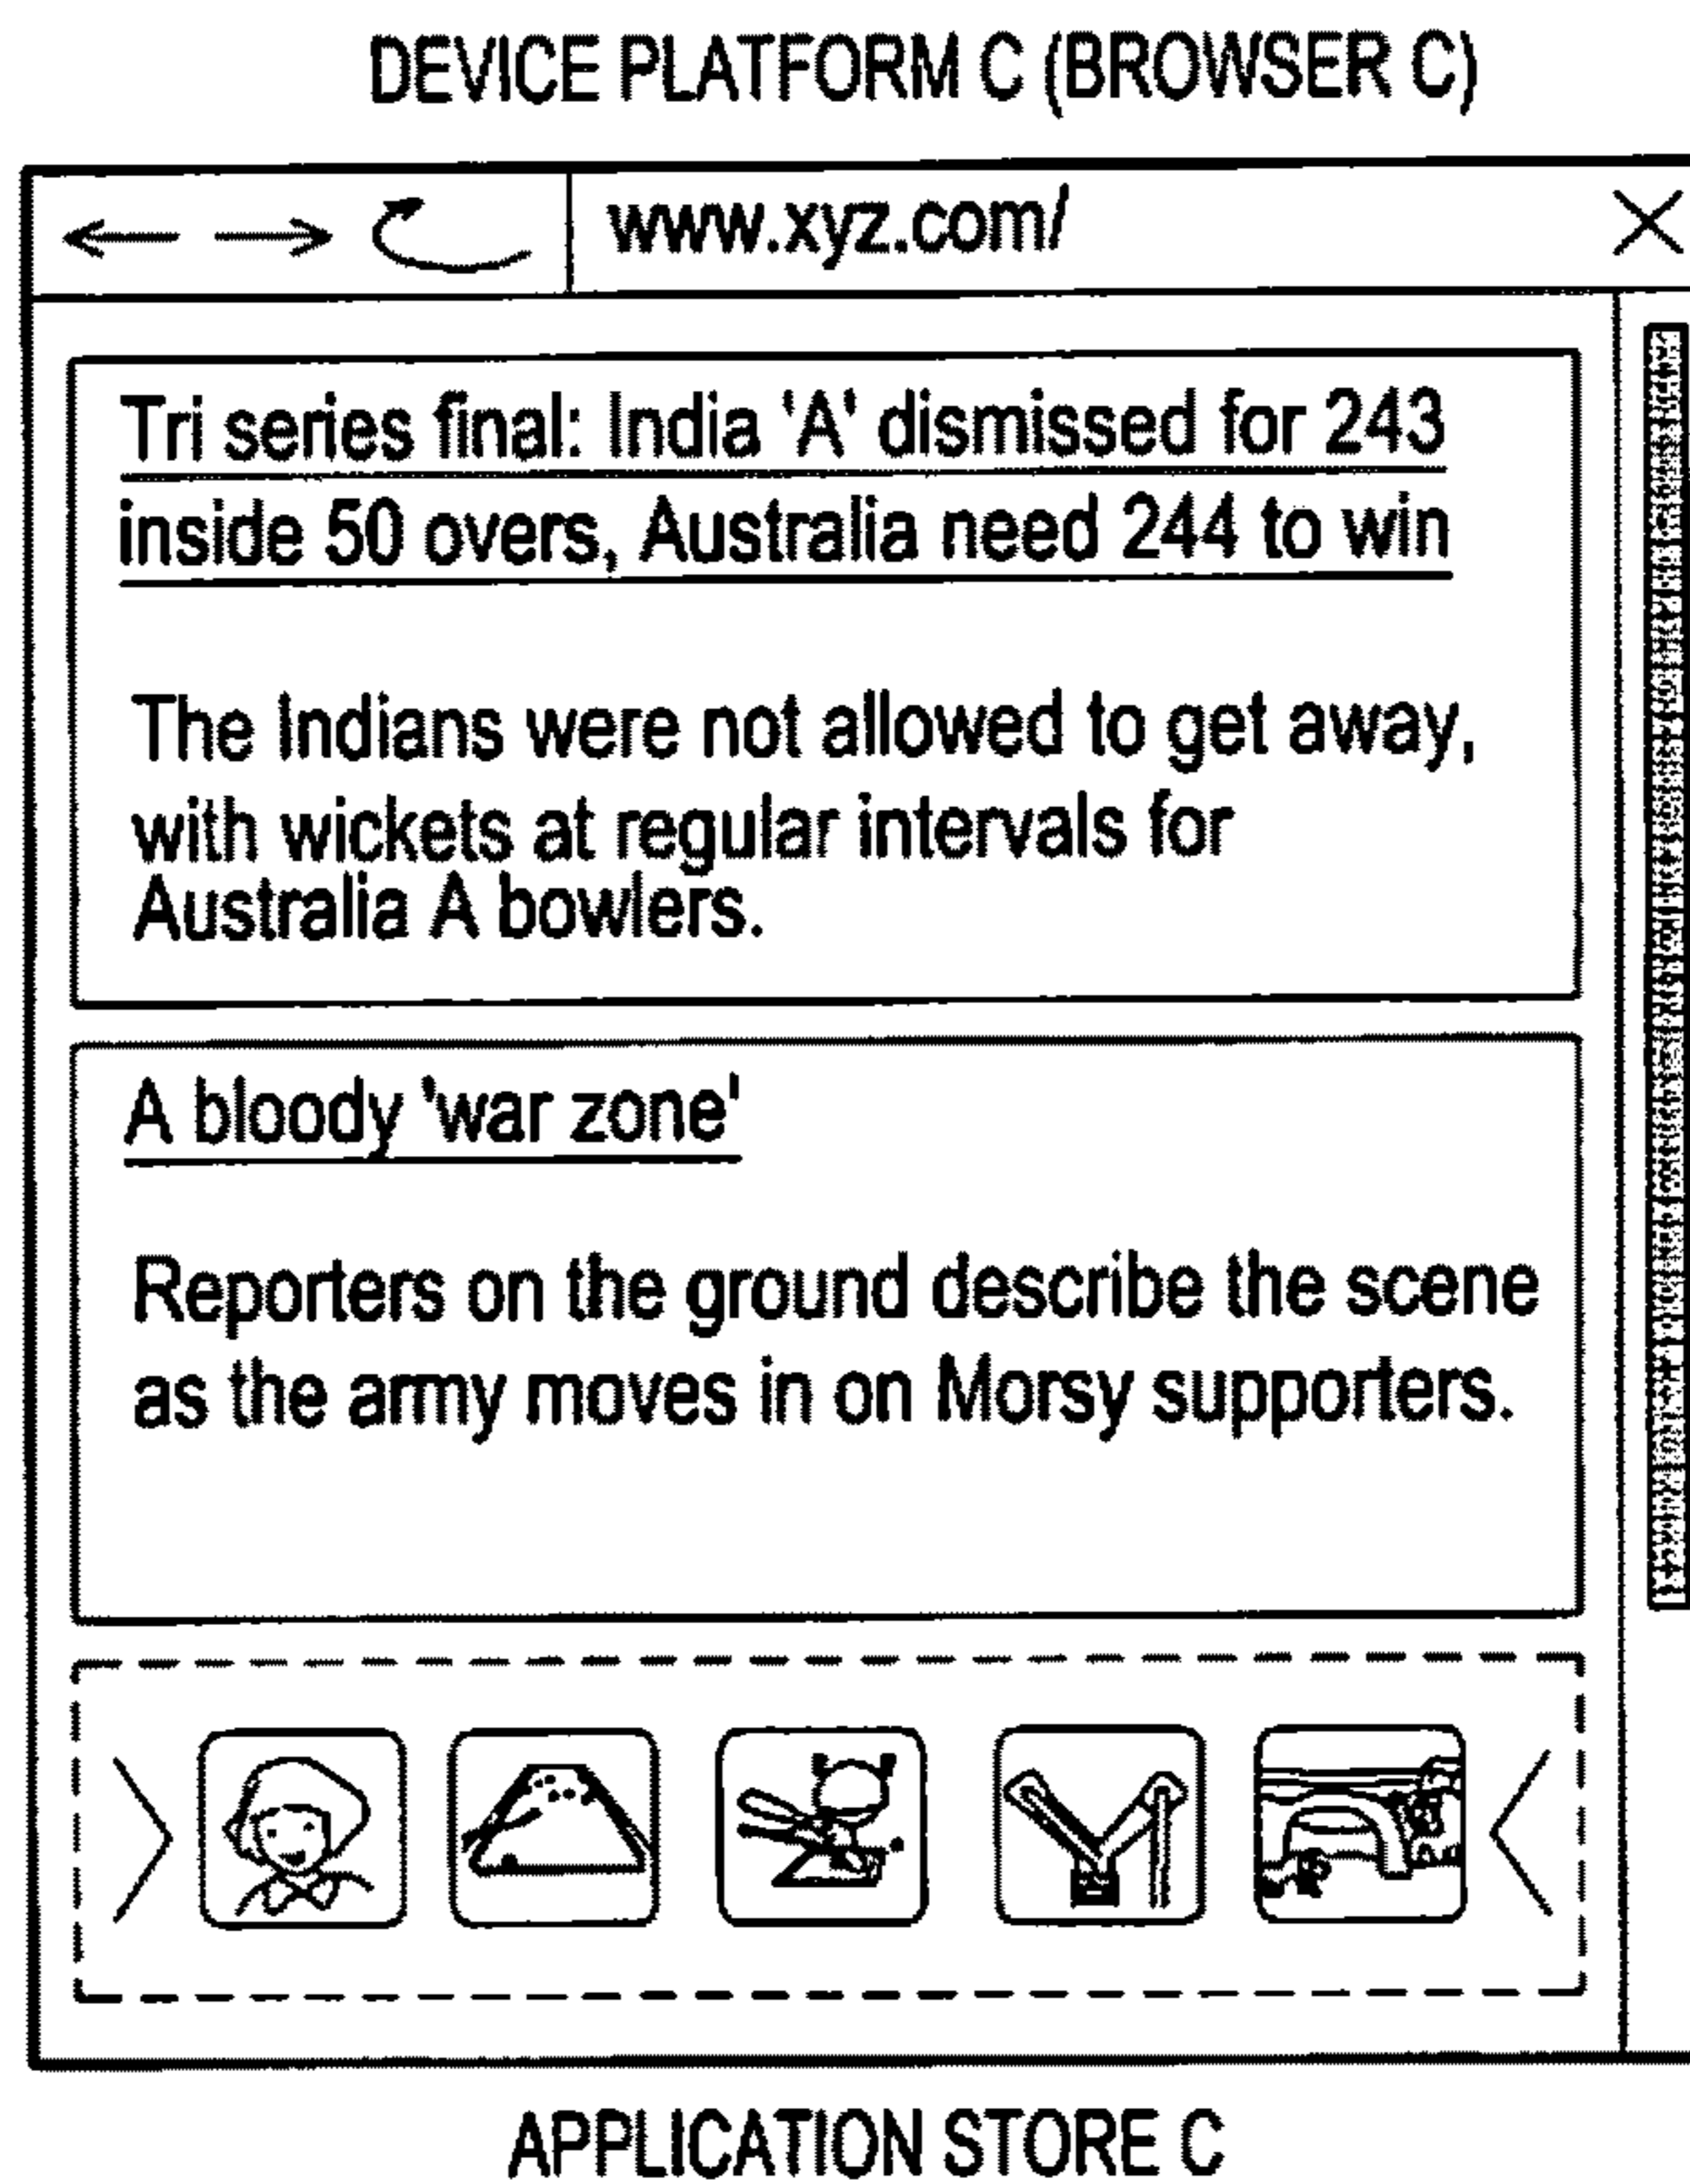 DEVICE PLATFORM C (BROWSER C)
www.xyz.com/
Tri series final: India 'A' dismissed for 243
inside 50 overs, Australia need 244 to win
The Indians were not allowed to get away,
with wickets at regular intervals for
Australia A bowlers.
A bloody 'war zone'
Reporters on the ground describe the scene
as the army moves in on Morsy supporters.
APPLICATION STORE C